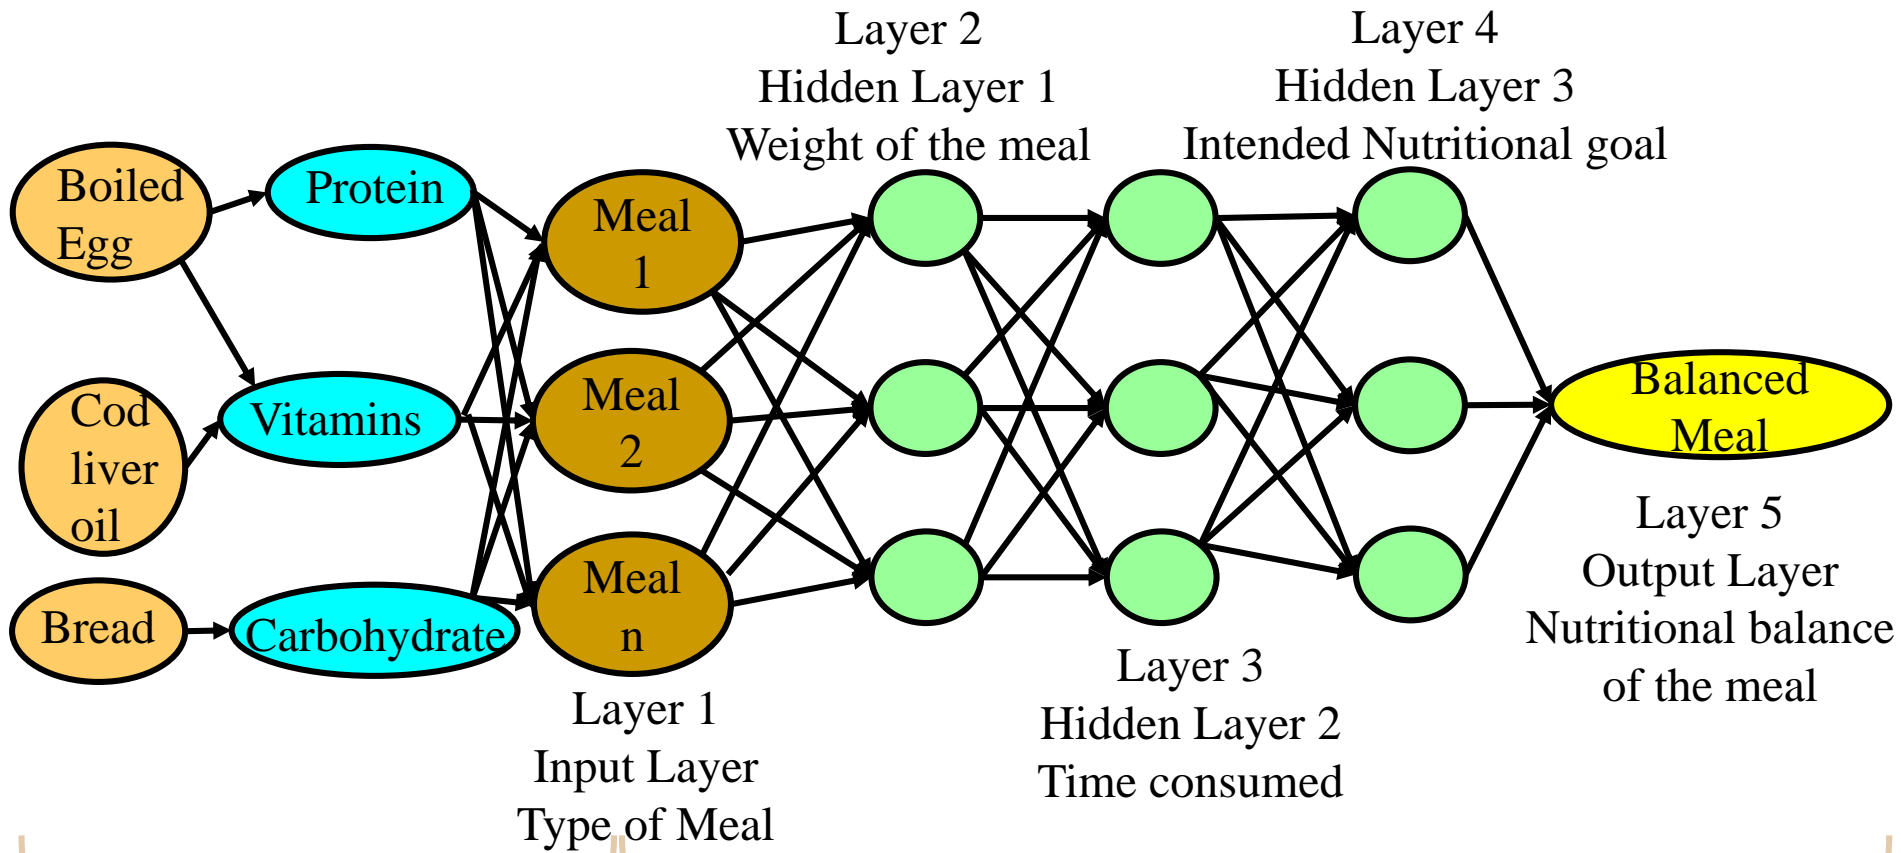 Layer 2
Hidden Layer 1
Weight of the meal
Layer 4
Hidden Layer 3
Intended Nutritional goal
Boiled
Egg
Protein
Meal
1
Cod
liver
oil
Vitamins
Meal
2
Balanced
Meal
Bread
Carbohydrate
Meal
n
Layer 1
Input Layer
Type of Meal
Layer 3
Hidden Layer 2
Time consumed
Layer 5
Output Layer
Nutritional balance
of the meal